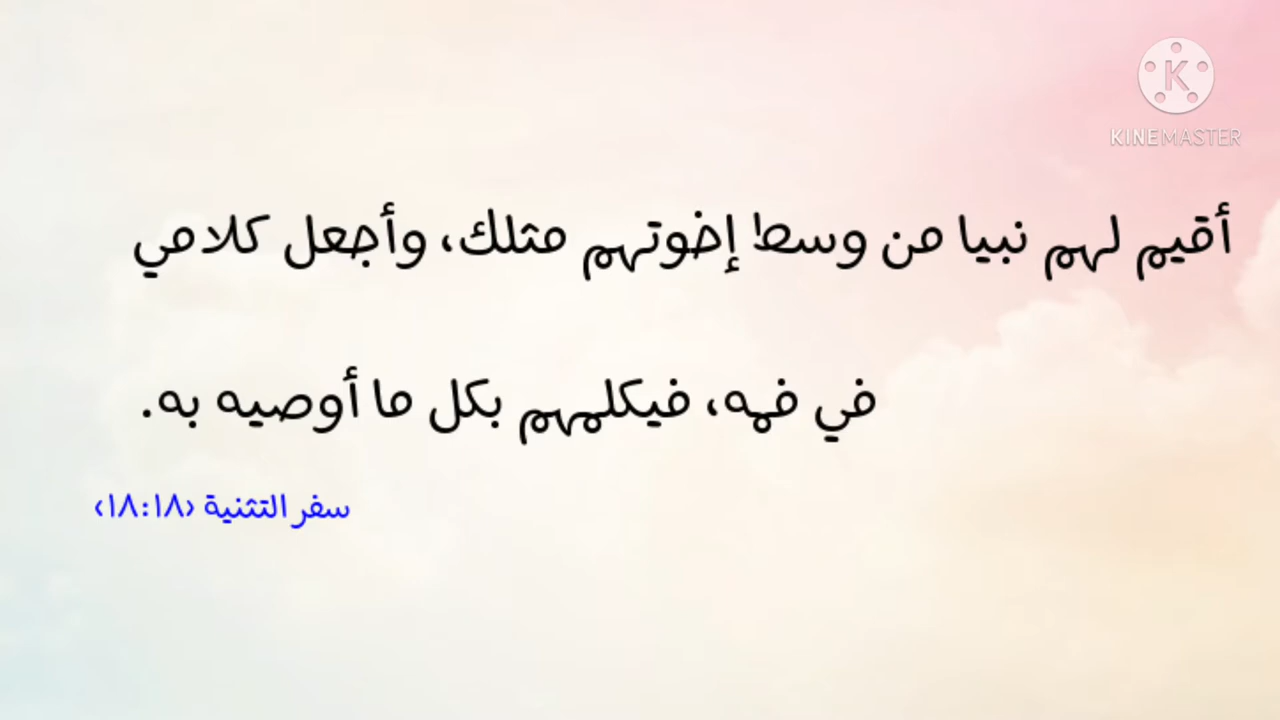 KINEMASTER
أقيم لهم نبيا من وسط إخوتهم مثلك، وأجعل كلامي
في فمه، فيكلمهم بكل ما أوصيه به.
سفر التثنية ‹١٨:١٨›